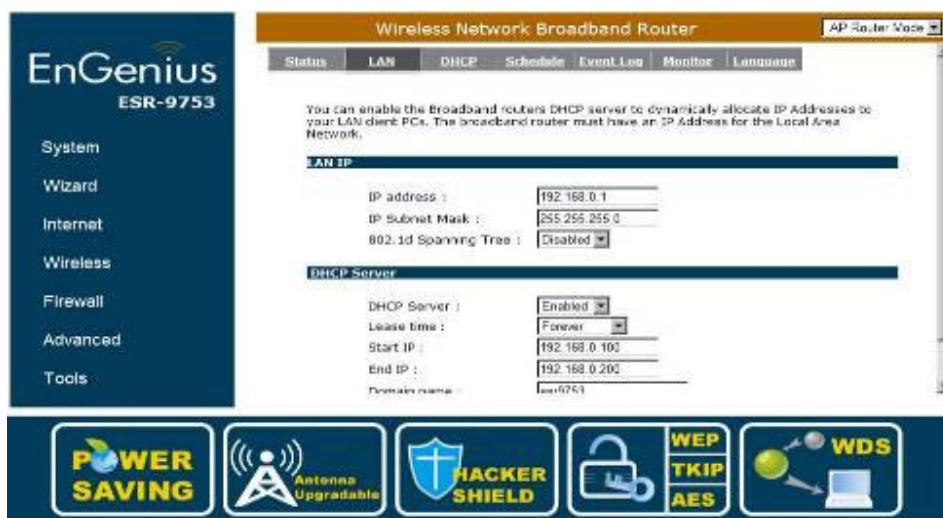 Wireless Network Broadband Router
AP Router Mode
EnGenius
ESR-9753
Status LAN DHCP Schedule Event Log Monitor Language
System
Wizard
Internet
Wireless
Firewall
Advanced
Tools
You can enable the Broadband routers DHCP server to dynamically allocate IP Addresses to
your LAN client PCs. The broadband router must have an IP Address for the Local Area
Network.
LAN IP
IP address : 192.168.0.1
IP Subnet Mask : 255.255.255.0
802.1d Spanning Tree : Disabled
DHCP Server
DHCP Server : Enabled
Lease time : Forever
Start IP : 192.168.0.100
End IP : 192.168.0.200
Domain name : esr9753
POWER
SAVING
Antenna
Upgradable
HACKER
SHIELD
WEP
TKIP
AES
WDS